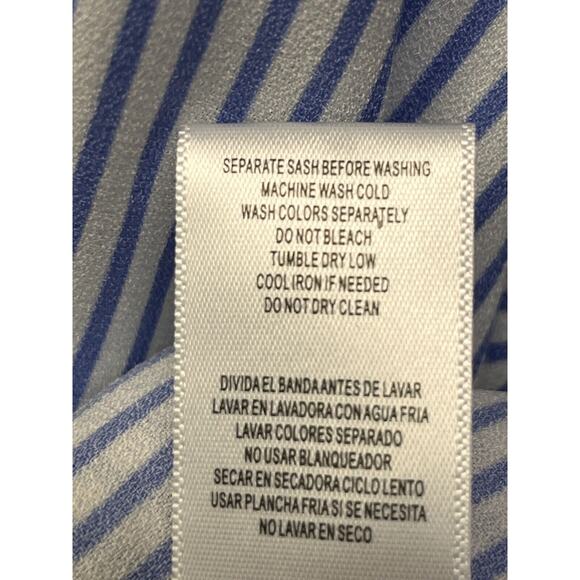 SEPARATE SASH BEFORE WASHING
MACHINE WASH COLD
WASH COLORS SEPARATELY
DO NOT BLEACH
TUMBLE DRY LOW
COOL IRON IF NEEDED
DO NOT DRY CLEAN
DIVIDA EL BANDA ANTES DE LAVAR
LAVAR EN LAVADORA CON AGUA FRIA
LAVAR COLORES SEPARADO
NO USAR BLANQUEADOR
SECAR EN SECADORA CICLO LENTO
USAR PLANCHA FRIA SI SE NECESITA
NO LAVAR EN SECO